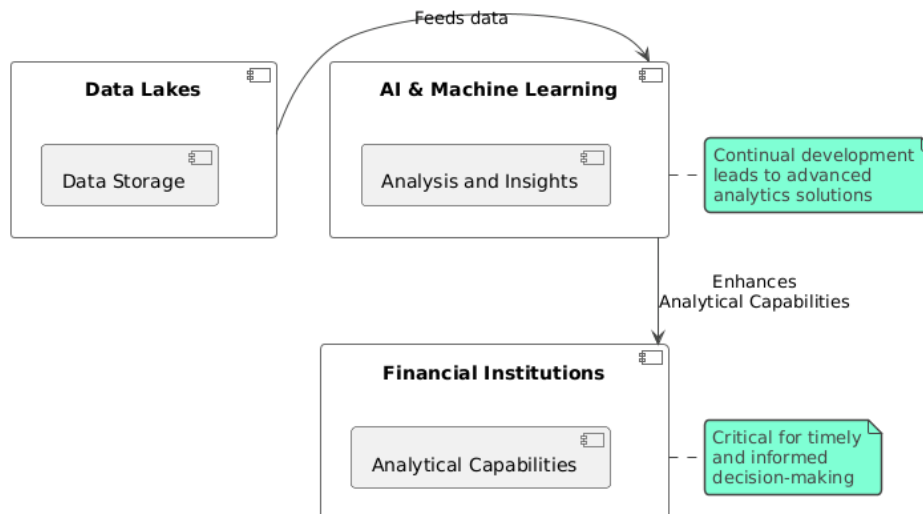 Feeds data
Data Lakes
Data Storage
AI & Machine Learning
Analysis and Insights
Continual development
leads to advanced
analytics solutions
Enhances
Analytical Capabilities
Financial Institutions
Analytical Capabilities
Critical for timely
and informed
decision-making